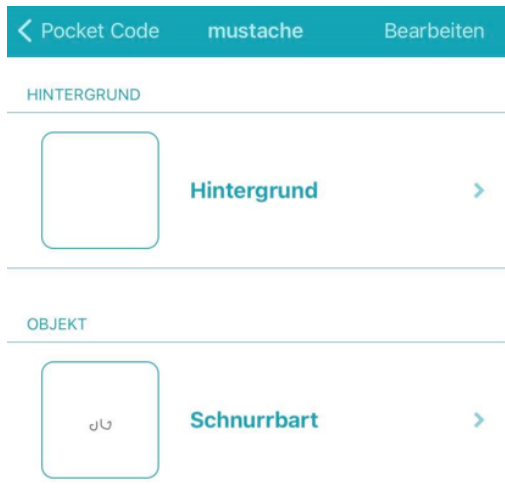 Pocket Code mustache Bearbeiten
HINTERGRUND
Hintergrund
OBJEKT
Schnurrbart